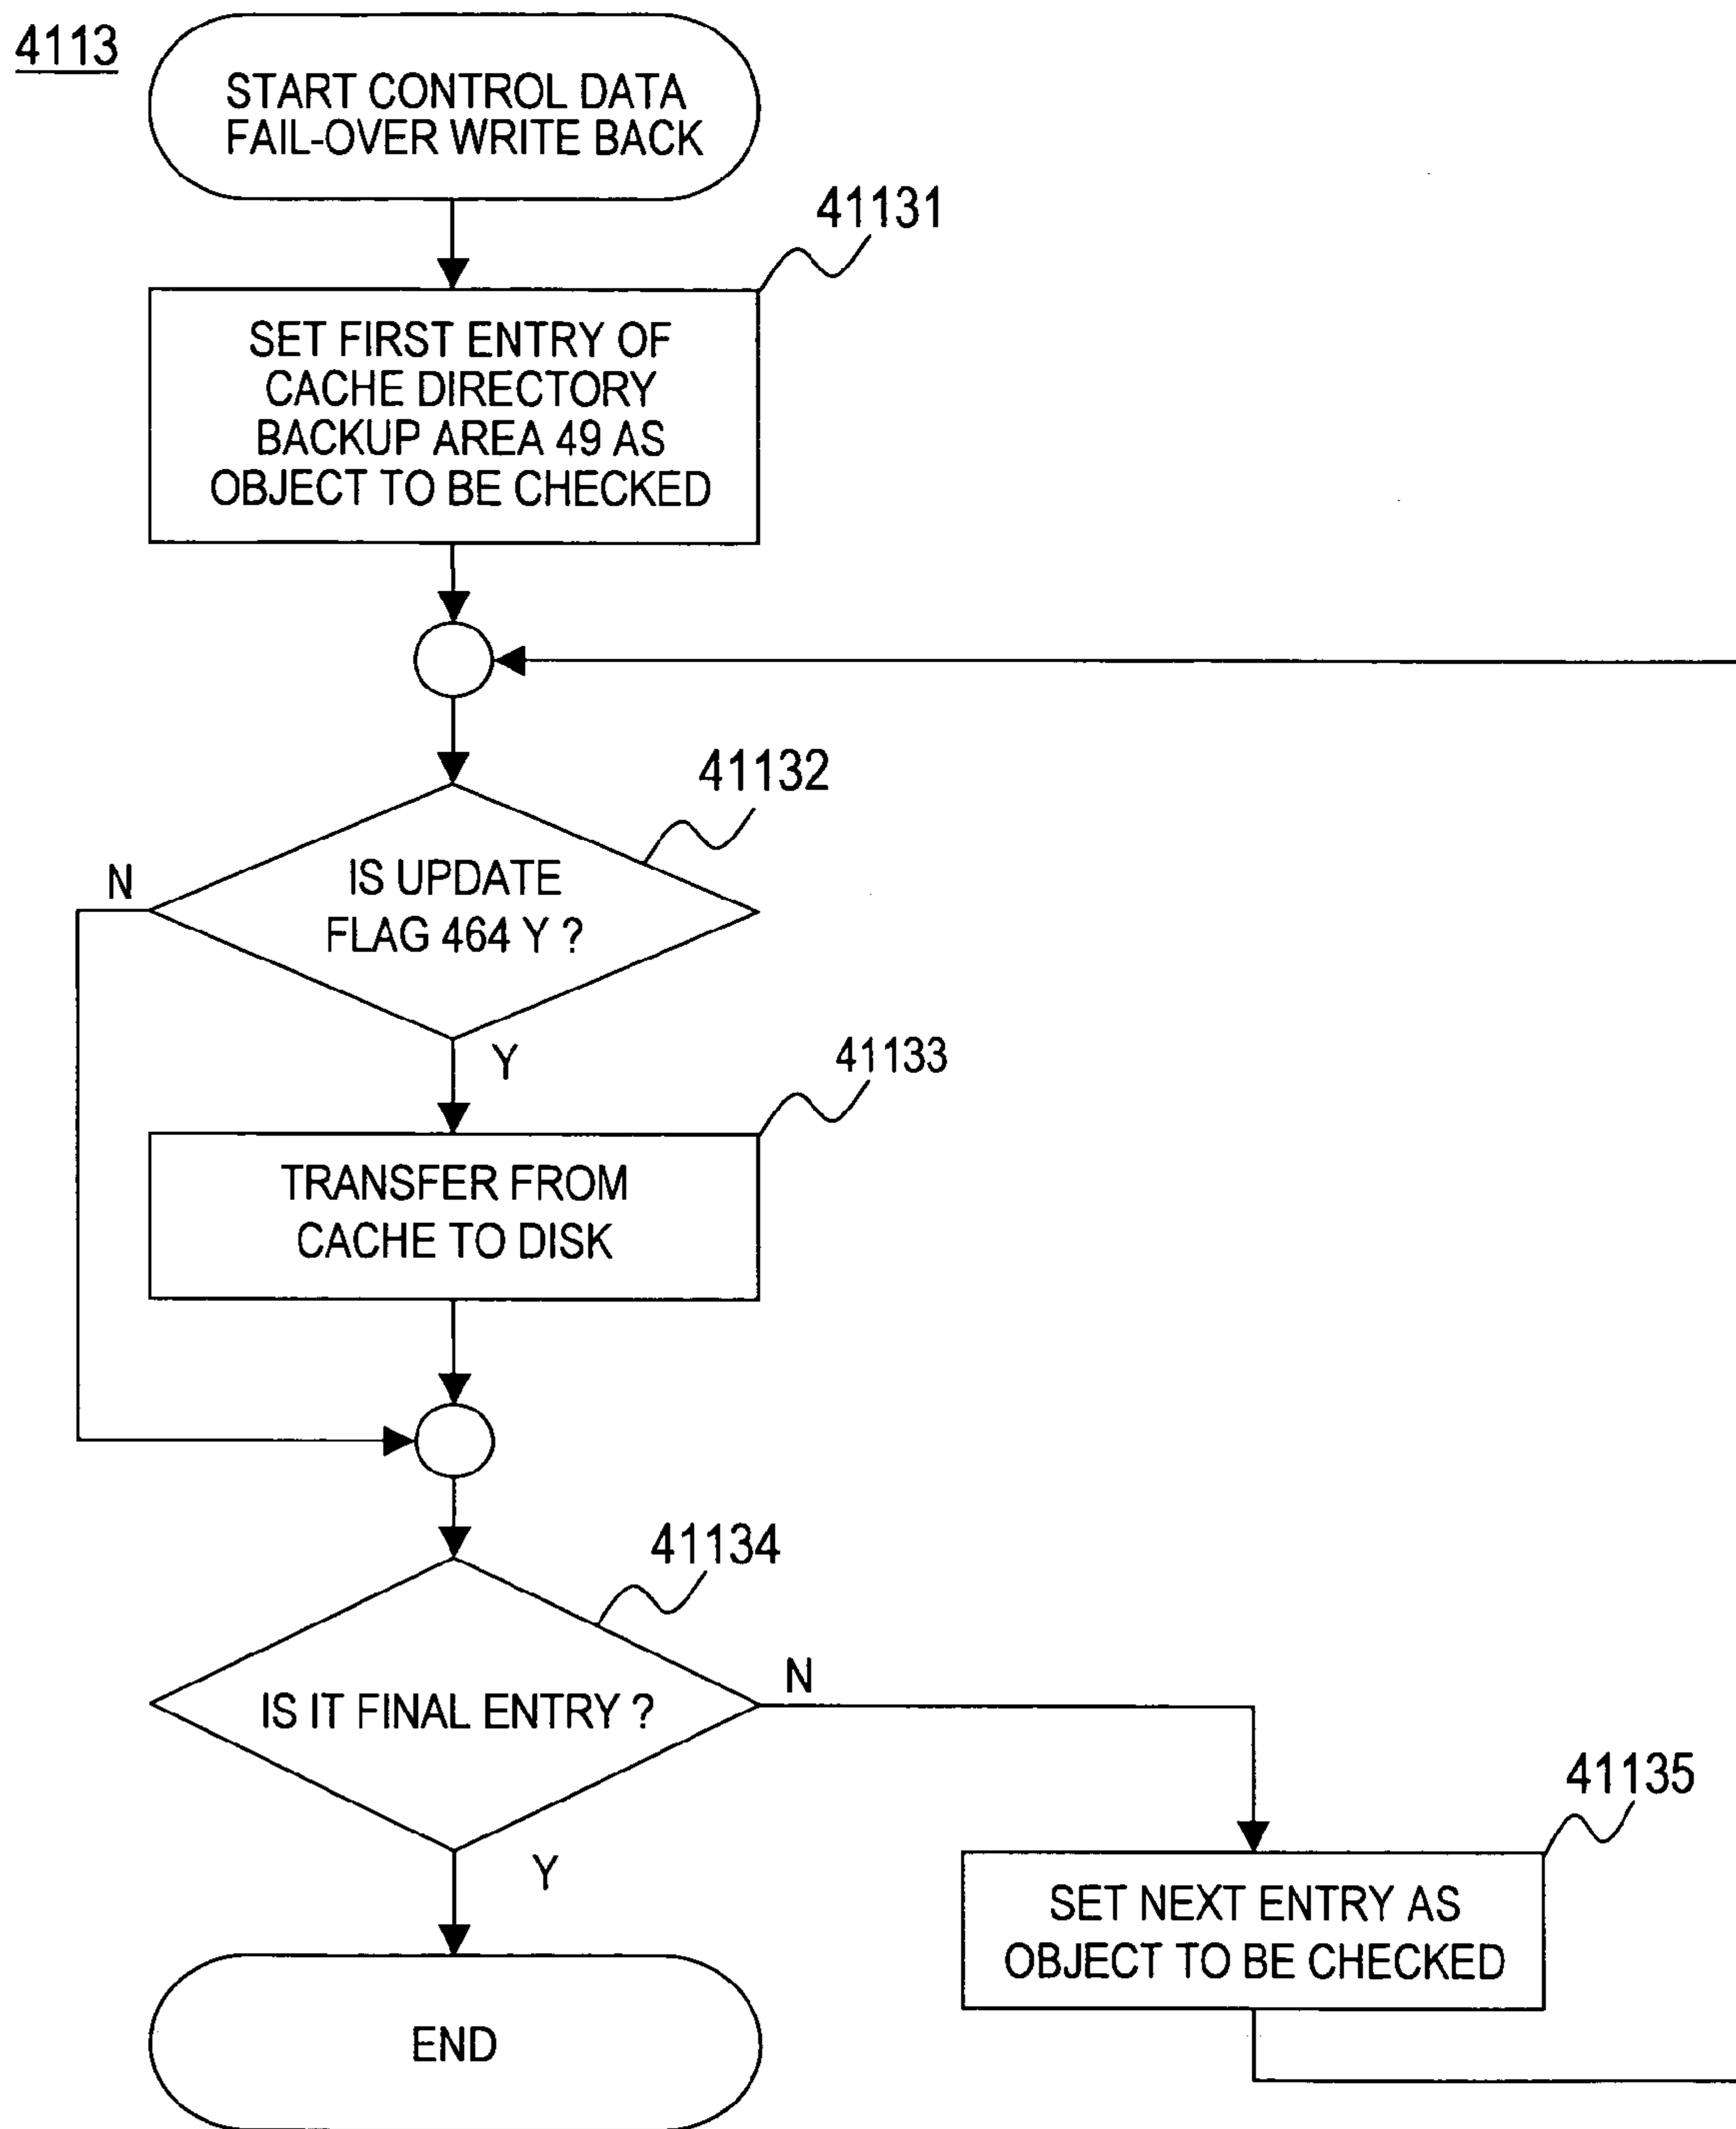 4113
START CONTROL DATA
FAIL-OVER WRITE BACK
41131
SET FIRST ENTRY OF
CACHE DIRECTORY
BACKUP AREA 49 AS
OBJECT TO BE CHECKED
41132
N
IS UPDATE
FLAG 464 Y ?
Y
41133
TRANSFER FROM
CACHE TO DISK
41134
IS IT FINAL ENTRY ?
N
Y
41135
SET NEXT ENTRY AS
OBJECT TO BE CHECKED
END